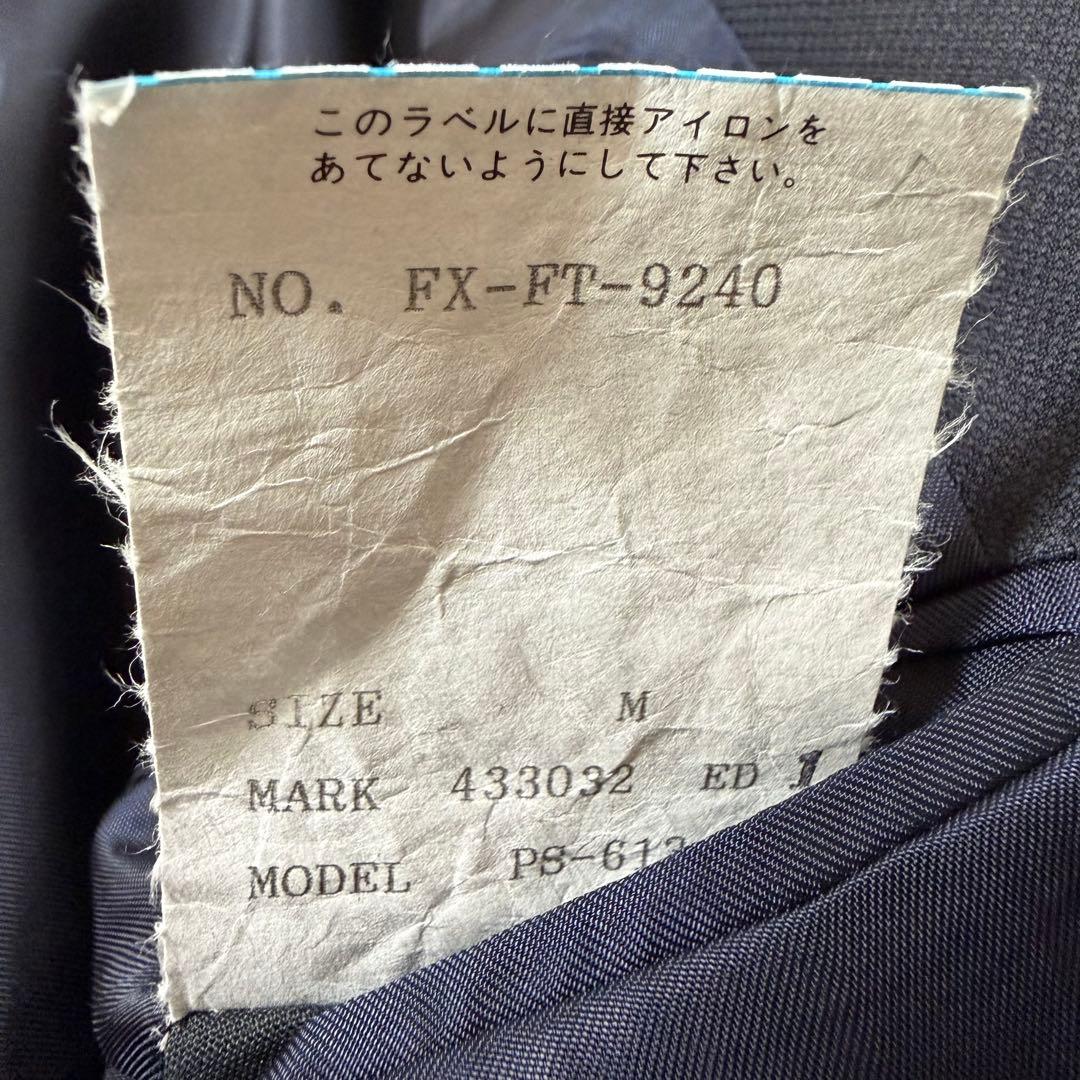 このラベルに直接アイロンを
あてないようにして下さい。
NO. FX-FT-9240
SIZE M
MARK 433032 ED 1
MODEL